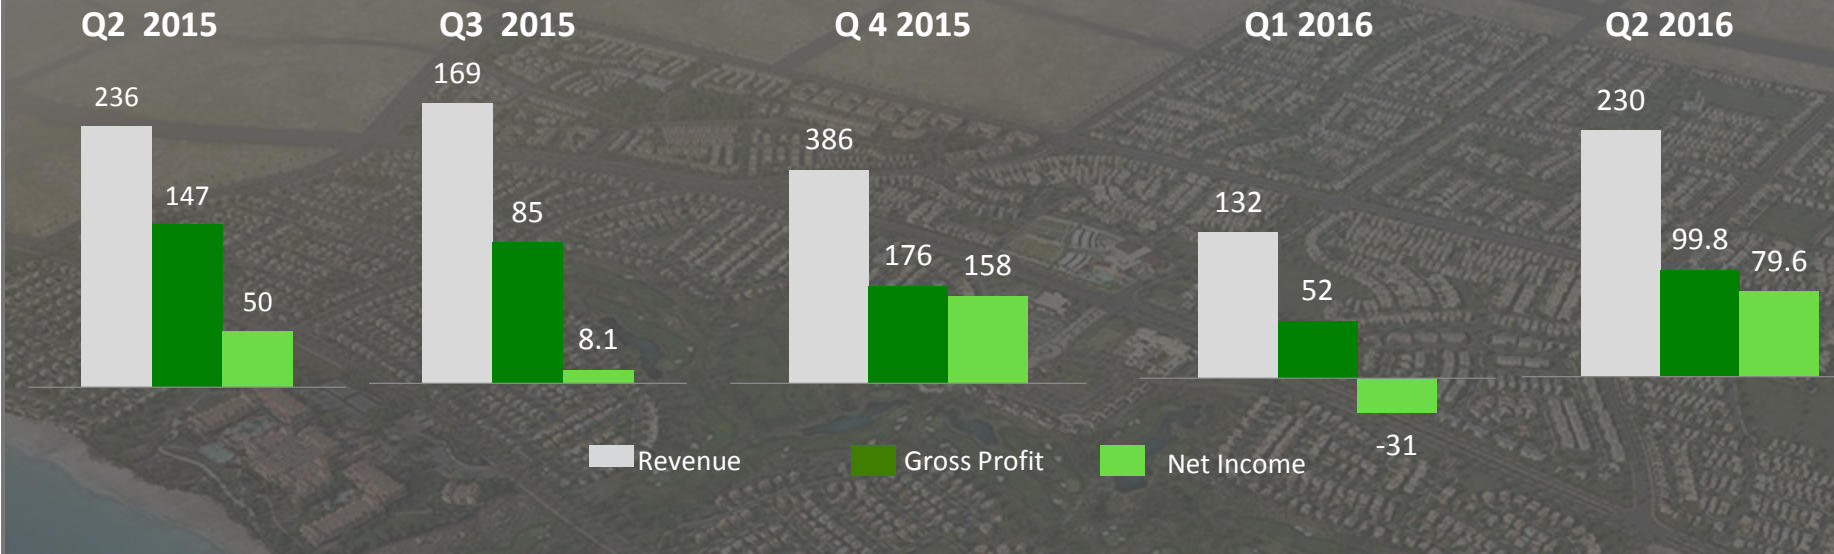 Q2  2015
Q3  2015
Q 4 2015
Q1 2016
Q2 2016
236
147
50
169
85
8.1
386
176
158
132
52
-31
230
99.8
79.6
Revenue
Gross Profit
Net Income